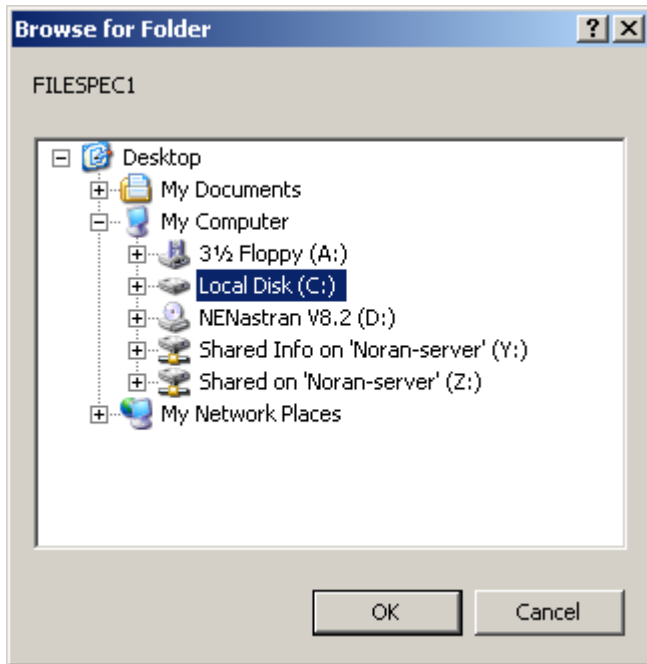 Browse for Folder
FILESPEC1
Desktop
My Documents
My Computer
3½ Floppy (A:)
Local Disk (C:)
NENastran V8.2 (D:)
Shared Info on 'Noran-server' (Y:)
Shared on 'Noran-server' (Z:)
My Network Places
OK Cancel